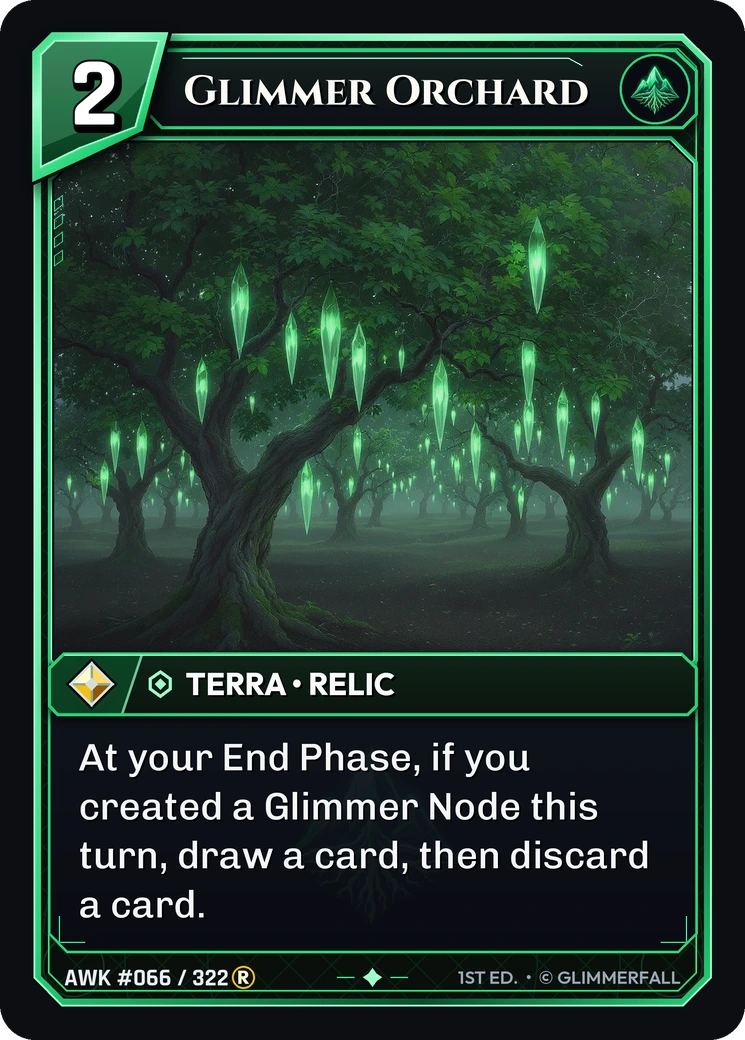 2
GLIMMER ORCHARD
TERRA • RELIC
At your End Phase, if you
created a Glimmer Node this
turn, draw a card, then discard
a card.
AWK #066 / 322 R
1ST ED. • © GLIMMERFALL